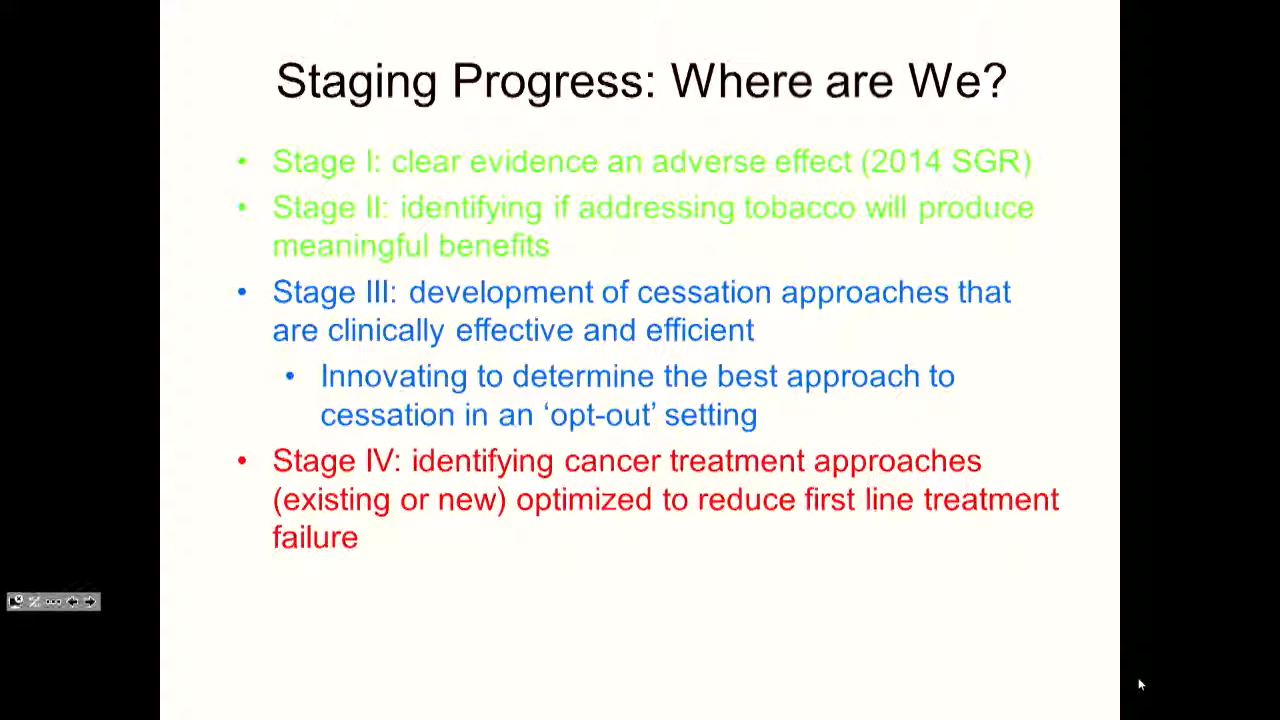 Staging Progress: Where are We?
• Stage I: clear evidence an adverse effect (2014 SGR)
• Stage II: identifying if addressing tobacco will produce
meaningful benefits
• Stage III: development of cessation approaches that
are clinically effective and efficient
• Innovating to determine the best approach to
cessation in an ‘opt-out’ setting
• Stage IV: identifying cancer treatment approaches
(existing or new) optimized to reduce first line treatment
failure